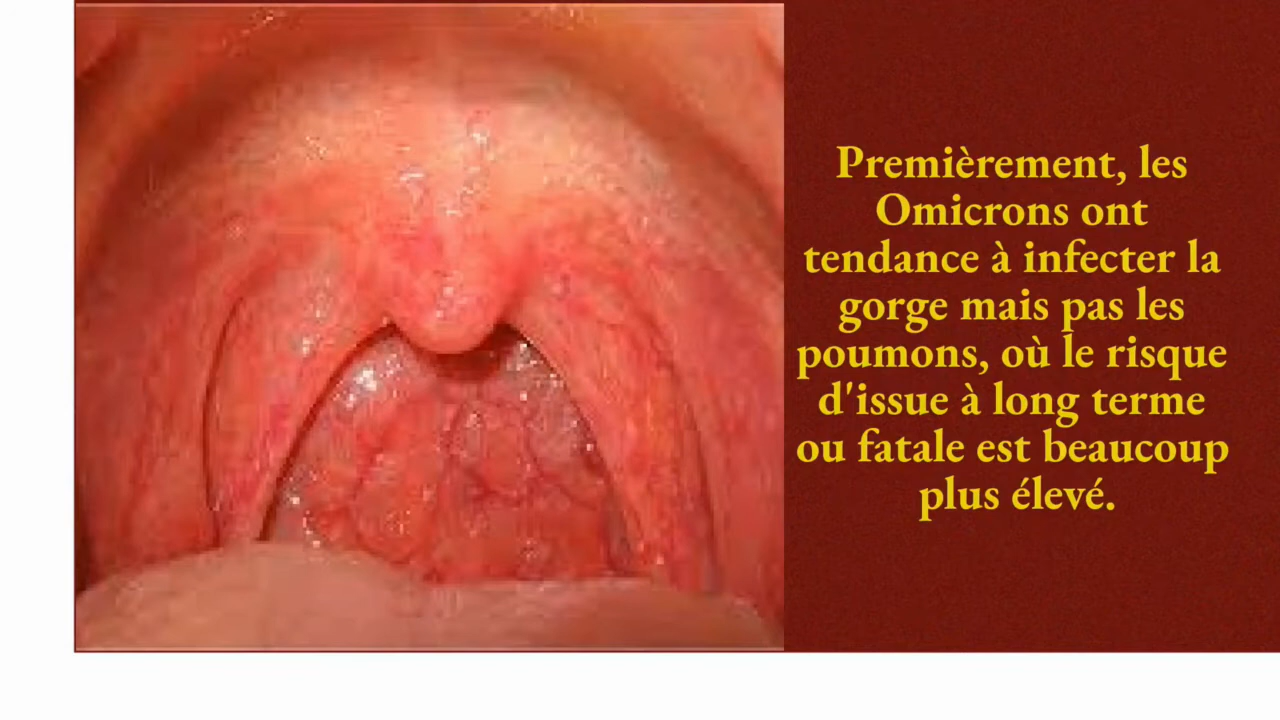 Premièrement, les
Omicrons ont
tendance à infecter la
gorge mais pas les
poumons, où le risque
d'issue à long terme
ou fatale est beaucoup
plus élevé.